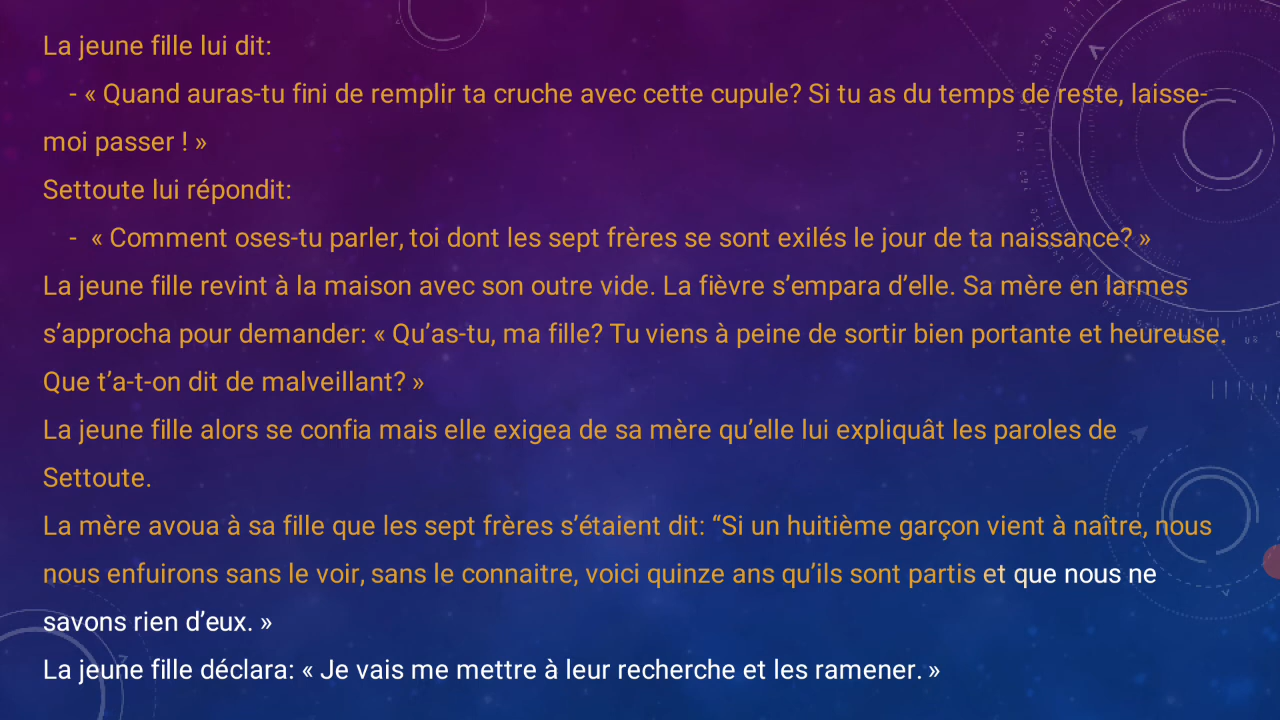 La jeune fille lui dit:
- « Quand auras-tu fini de remplir ta cruche avec cette cupule? Si tu as du temps de reste, laisse-
moi passer ! »
Settoute lui répondit:
- « Comment oses-tu parler, toi dont les sept frères se sont exilés le jour de ta naissance? »
La jeune fille revint à la maison avec son outre vide. La fièvre s’empara d’elle. Sa mère en larmes
s’approcha pour demander: « Qu’as-tu, ma fille? Tu viens à peine de sortir bien portante et heureuse.
Que t’a-t-on dit de malveillant? »
La jeune fille alors se confia mais elle exigea de sa mère qu’elle lui expliquât les paroles de
Settoute.
La mère avoua à sa fille que les sept frères s’étaient dit: “Si un huitième garçon vient à naître, nous
nous enfuirons sans le voir, sans le connaitre, voici quinze ans qu’ils sont partis et que nous ne
savons rien d’eux. »
La jeune fille déclara: « Je vais me mettre à leur recherche et les ramener. »